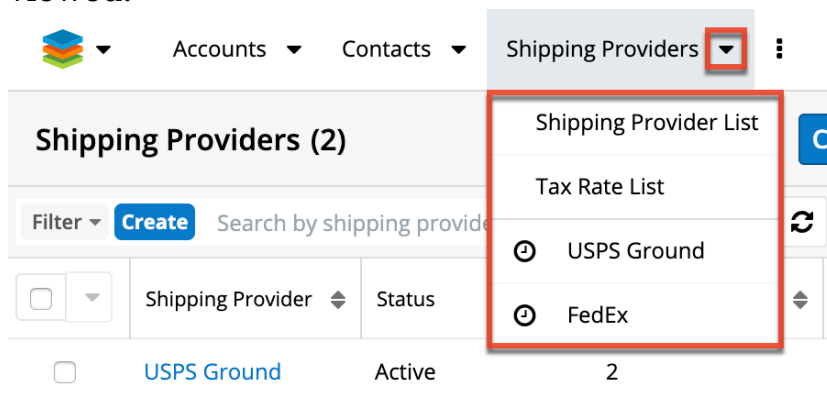 Accounts Contacts Shipping Providers
Shipping Providers (2)
Shipping Provider List
Tax Rate List
Filter Create Search by shipping provide
USPS Ground
FedEx
Shipping Provider Status
USPS Ground Active 2